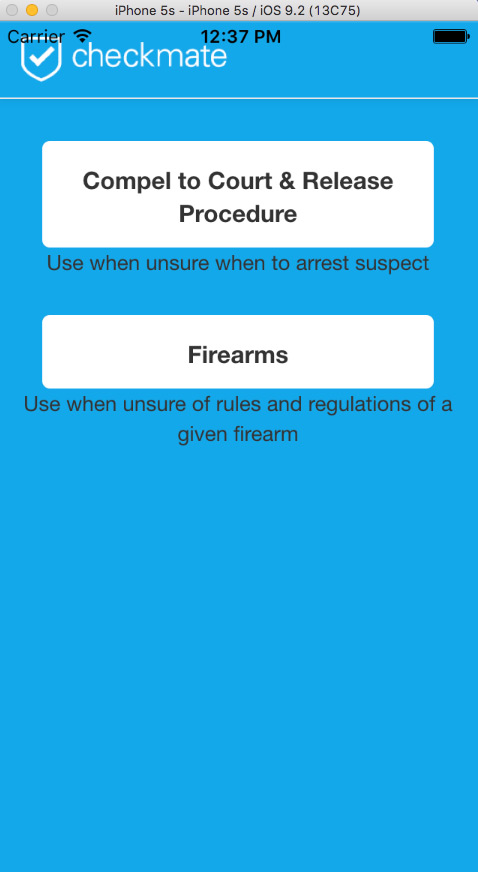 iPhone 5s - iPhone 5s / iOS 9.2 (13C75)
Carrier 12:37 PM
checkmate
Compel to Court & Release
Procedure
Use when unsure when to arrest suspect
Firearms
Use when unsure of rules and regulations of a
given firearm